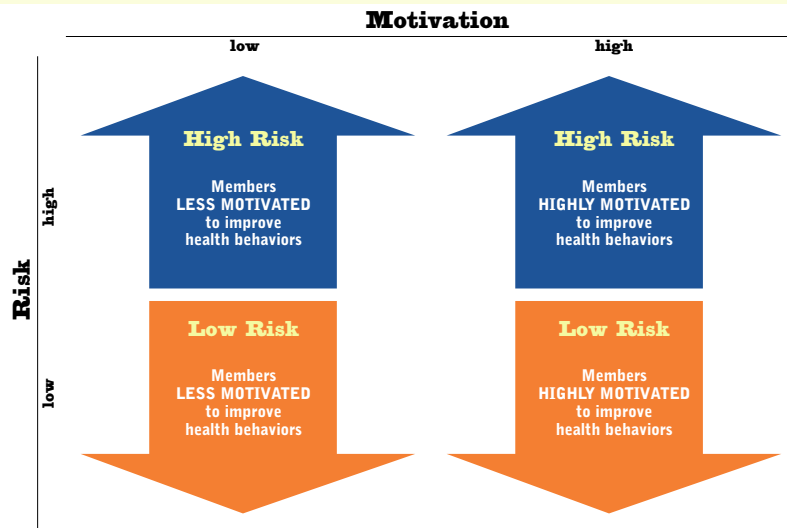 Motivation
low
high
Risk
high
low
High Risk
Members
LESS MOTIVATED
to improve
health behaviors
High Risk
Members
HIGHLY MOTIVATED
to improve
health behaviors
Low Risk
Members
LESS MOTIVATED
to improve
health behaviors
Low Risk
Members
HIGHLY MOTIVATED
to improve
health behaviors